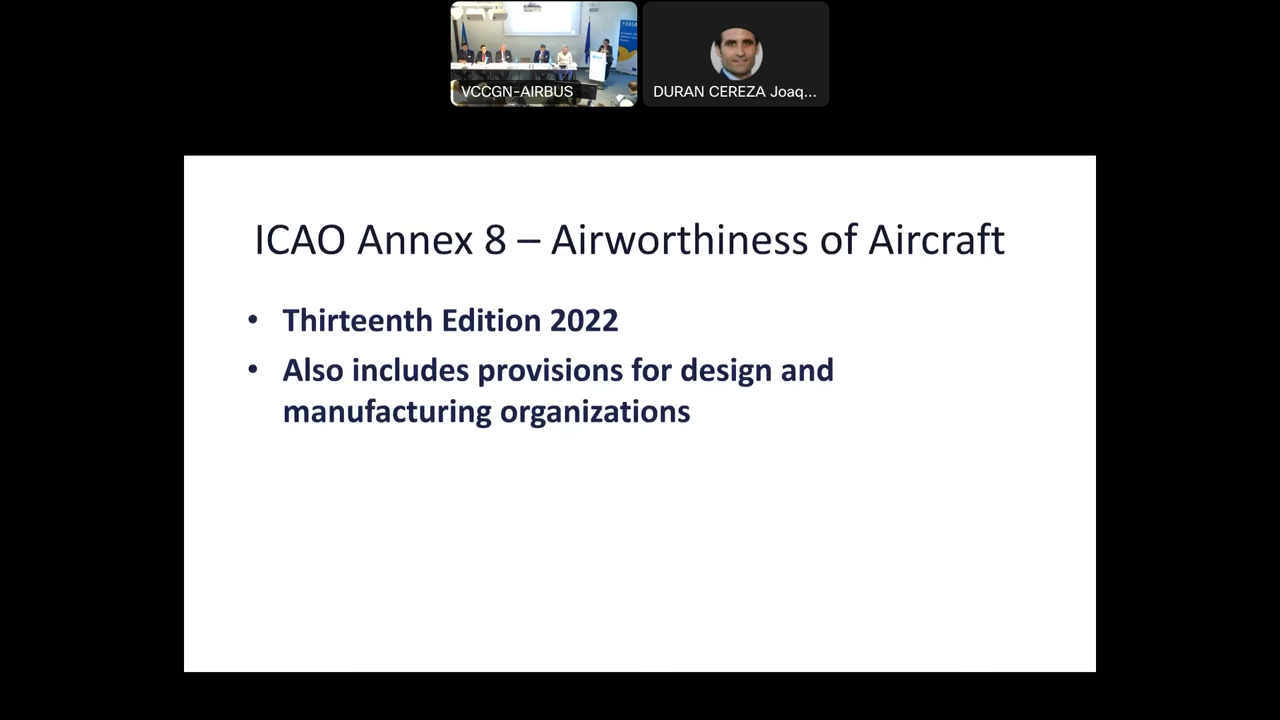 EASA
VCCGN-AIRBUS
DURAN CEREZA Joaq...
ICAO Annex 8 – Airworthiness of Aircraft
• Thirteenth Edition 2022
• Also includes provisions for design and
manufacturing organizations